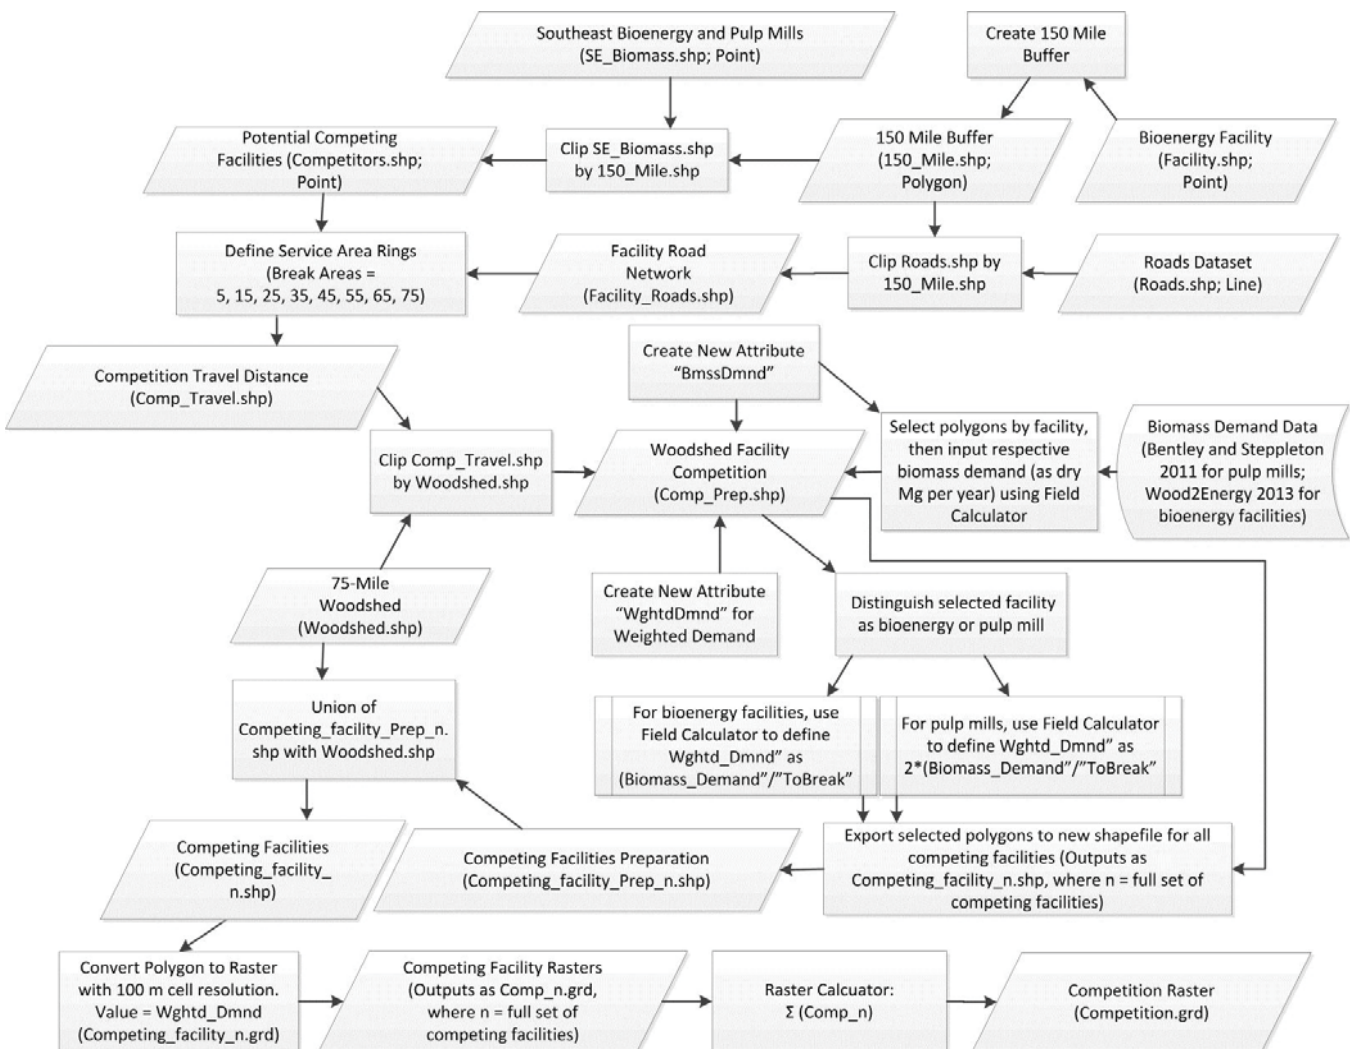 Southeast Bioenergy and Pulp Mills
(SE_Biomass.shp; Point)
Create 150 Mile
Buffer
Potential Competing
Facilities (Competitors.shp;
Point)
Clip SE_Biomass.shp
by 150_Mile.shp
150 Mile Buffer
(150_Mile.shp;
Polygon)
Bioenergy Facility
(Facility.shp;
Point)
Define Service Area Rings
(Break Areas =
5, 15, 25, 35, 45, 55, 65, 75)
Facility Road
Network
(Facility_Roads.shp)
Clip Roads.shp by
150_Mile.shp
Roads Dataset
(Roads.shp; Line)
Create New Attribute
“BmssDmnd”
Competition Travel Distance
(Comp_Travel.shp)
Clip Comp_Travel.shp
by Woodshed.shp
Woodshed Facility
Competition
(Comp_Prep.shp)
Select polygons by facility,
then input respective
biomass demand (as dry
Mg per year) using Field
Calculator
Biomass Demand Data
(Bentley and Steppleton
2011 for pulp mills;
Wood2Energy 2013 for
bioenergy facilities)
75-Mile
Woodshed
(Woodshed.shp)
Create New Attribute
“WghtdDmnd” for
Weighted Demand
Distinguish selected facility
as bioenergy or pulp mill
Union of
Competing_facility_Prep_n.
shp with Woodshed.shp
For bioenergy facilities, use
Field Calculator to define
Wghtd_Dmnd” as
(Biomass_Demand”/”ToBreak”
For pulp mills, use Field Calculator
to define Wghtd_Dmnd” as
2*(Biomass_Demand”/”ToBreak”
Competing Facilities
(Competing_facility_
n.shp)
Competing Facilities Preparation
(Competing_facility_Prep_n.shp)
Export selected polygons to new shapefile for all
competing facilities (Outputs as
Competing_facility_n.shp, where n = full set of
competing facilities)
Convert Polygon to Raster
with 100 m cell resolution.
Value = Wghtd_Dmnd
(Competing_facility_n.grd)
Competing Facility Rasters
(Outputs as Comp_n.grd,
where n = full set of
competing facilities)
Raster Calcuator:
Σ (Comp_n)
Competition Raster
(Competition.grd)